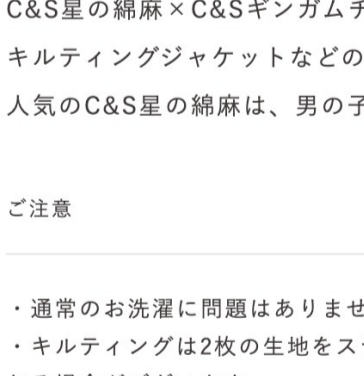 C&S星の綿麻×C&Sギンガムチ
キルティングジャケットなどの
人気のC&S星の綿麻は、男の子
ご注意
・通常のお洗濯に問題はありませ
・キルティングは2枚の生地をス